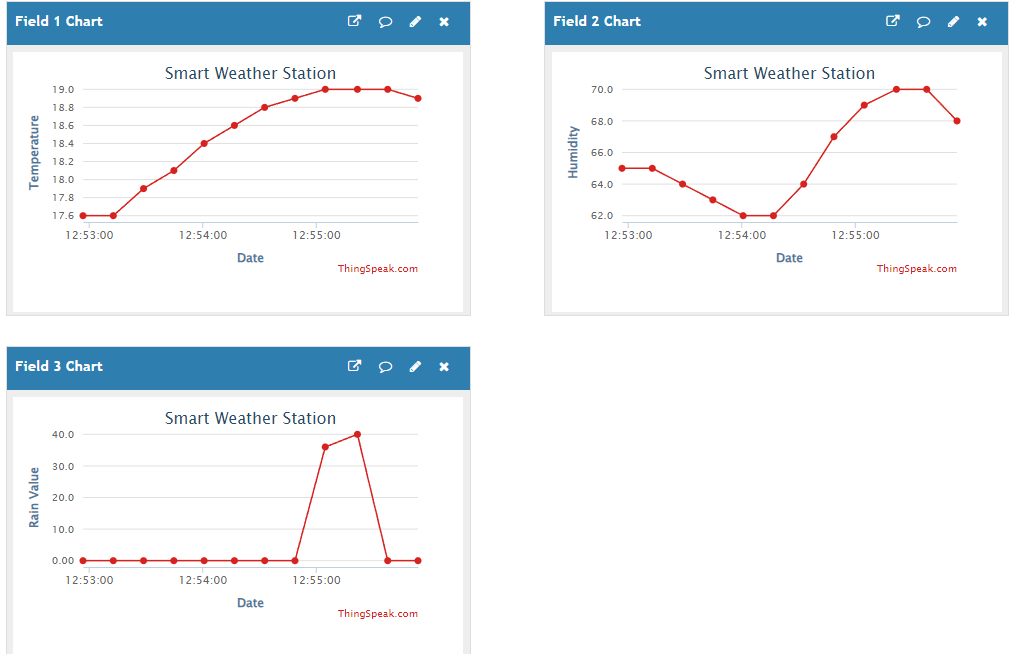 Field 1 Chart
Smart Weather Station
19.0
18.8
18.6
18.4
18.2
18.0
17.8
17.6
Temperature
12:53:00 12:54:00 12:55:00
Date
ThingSpeak.com
Field 2 Chart
Smart Weather Station
70.0
68.0
66.0
64.0
62.0
Humidity
12:53:00 12:54:00 12:55:00
Date
ThingSpeak.com
Field 3 Chart
Smart Weather Station
40.0
30.0
20.0
10.0
0.00
Rain Value
12:53:00 12:54:00 12:55:00
Date
ThingSpeak.com